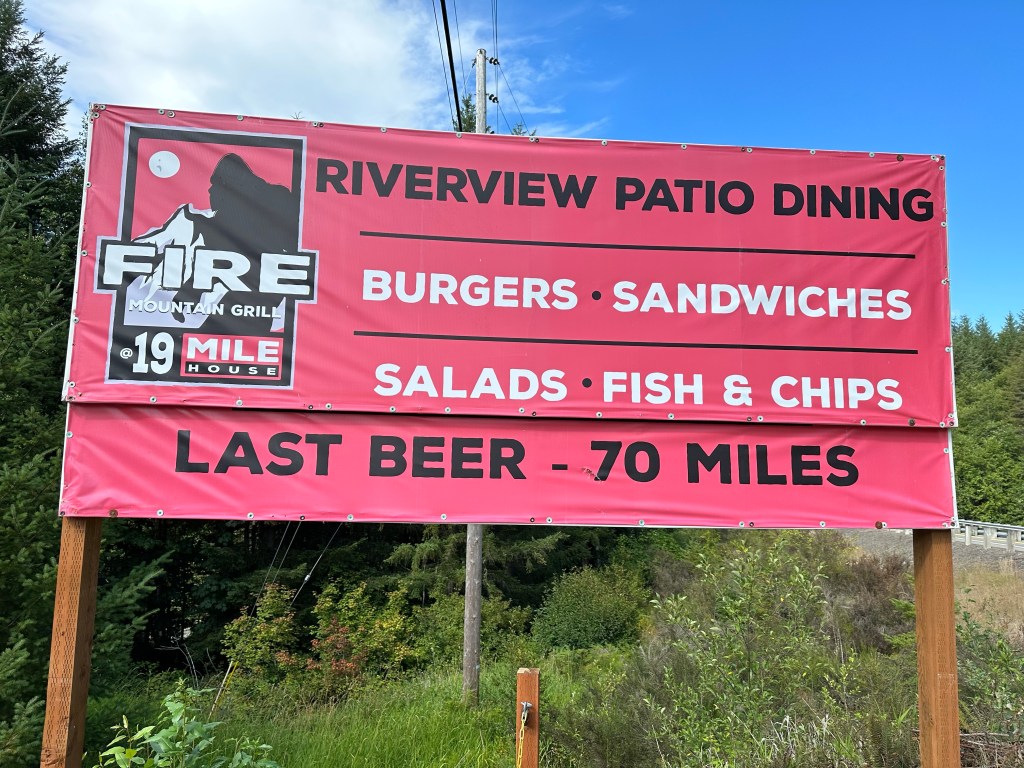 FIRE
MOUNTAIN GRILL
@ 19 MILE
HOUSE
RIVERVIEW PATIO DINING
BURGERS • SANDWICHES
SALADS • FISH & CHIPS
LAST BEER - 70 MILES